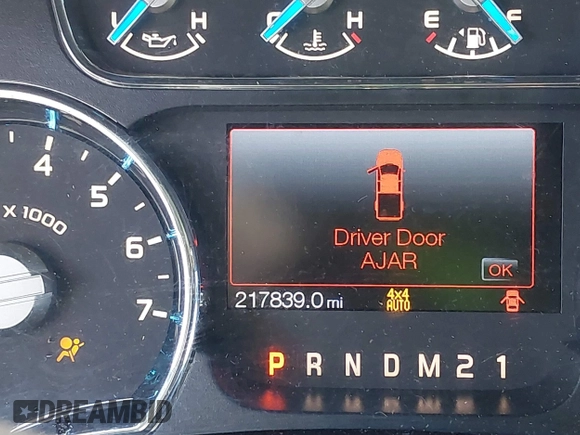 L H
C H
E F
4
5
X 1000
6
7
Driver Door
AJAR
OK
217839.0 mi
4x4
AUTO
P R N D M 2 1
DREAMBID